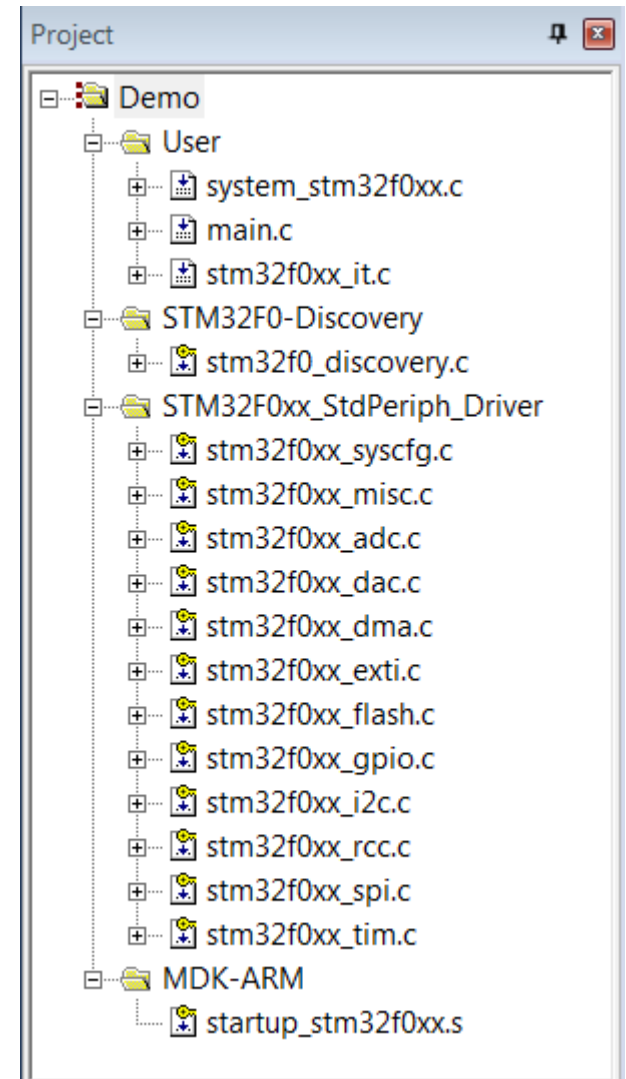 Project
Demo
User
system_stm32f0xx.c
main.c
stm32f0xx_it.c
STM32F0-Discovery
stm32f0_discovery.c
STM32F0xx_StdPeriph_Driver
stm32f0xx_syscfg.c
stm32f0xx_misc.c
stm32f0xx_adc.c
stm32f0xx_dac.c
stm32f0xx_dma.c
stm32f0xx_exti.c
stm32f0xx_flash.c
stm32f0xx_gpio.c
stm32f0xx_i2c.c
stm32f0xx_rcc.c
stm32f0xx_spi.c
stm32f0xx_tim.c
MDK-ARM
startup_stm32f0xx.s